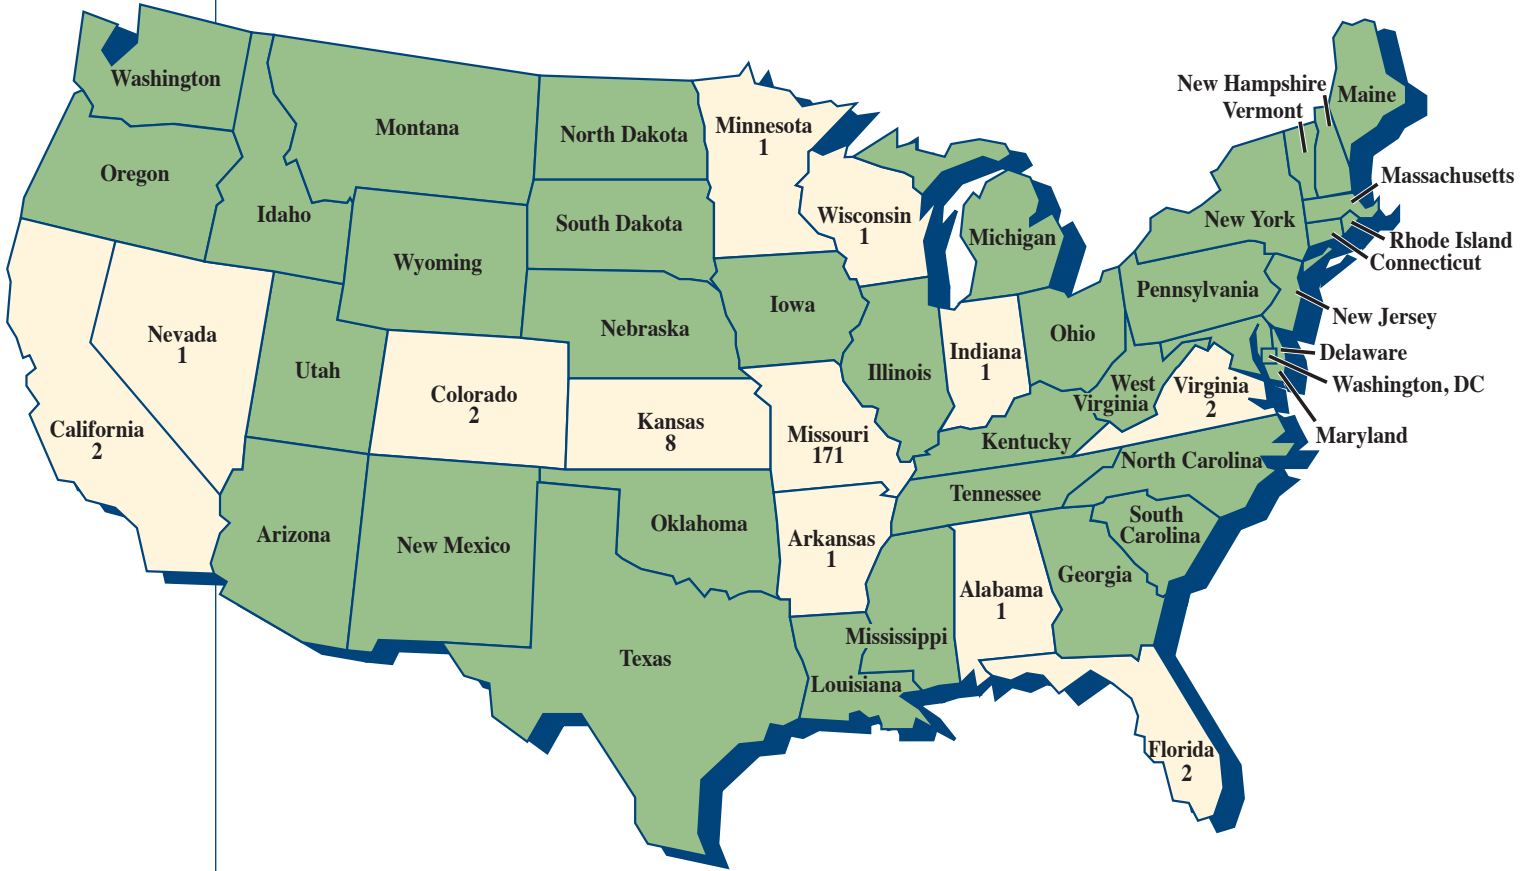 Washington
Montana
North Dakota
Minnesota
1
New Hampshire
Vermont
Maine
Oregon
Idaho
South Dakota
Wisconsin
1
Michigan
New York
Massachusetts
Rhode Island
Connecticut
Wyoming
Iowa
Nebraska
Pennsylvania
New Jersey
Nevada
1
Utah
Colorado
2
Illinois
Indiana
1
Ohio
Delaware
Washington, DC
West
Virginia
Virginia
2
Maryland
California
2
Kansas
8
Missouri
171
Kentucky
North Carolina
Tennessee
South
Carolina
Arizona
New Mexico
Oklahoma
Arkansas
1
Georgia
Alabama
1
Mississippi
Texas
Louisiana
Florida
2